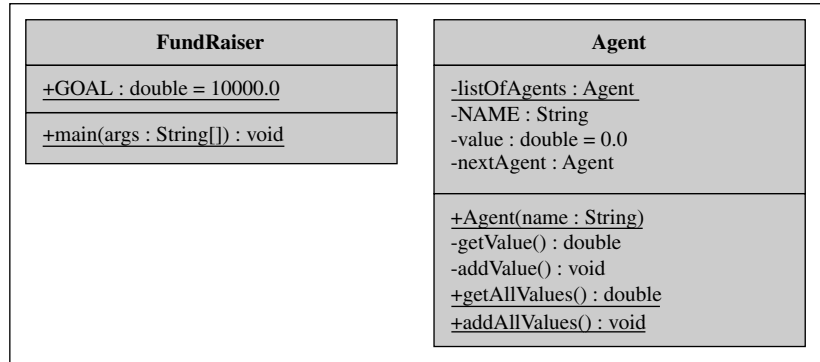 FundRaiser
+GOAL : double = 10000.0
+main(args : String[]) : void
Agent
-listOfAgents : Agent
-NAME : String
-value : double = 0.0
-nextAgent : Agent
+Agent(name : String)
-getValue() : double
-addValue() : void
+getAllValues() : double
+addAllValues() : void